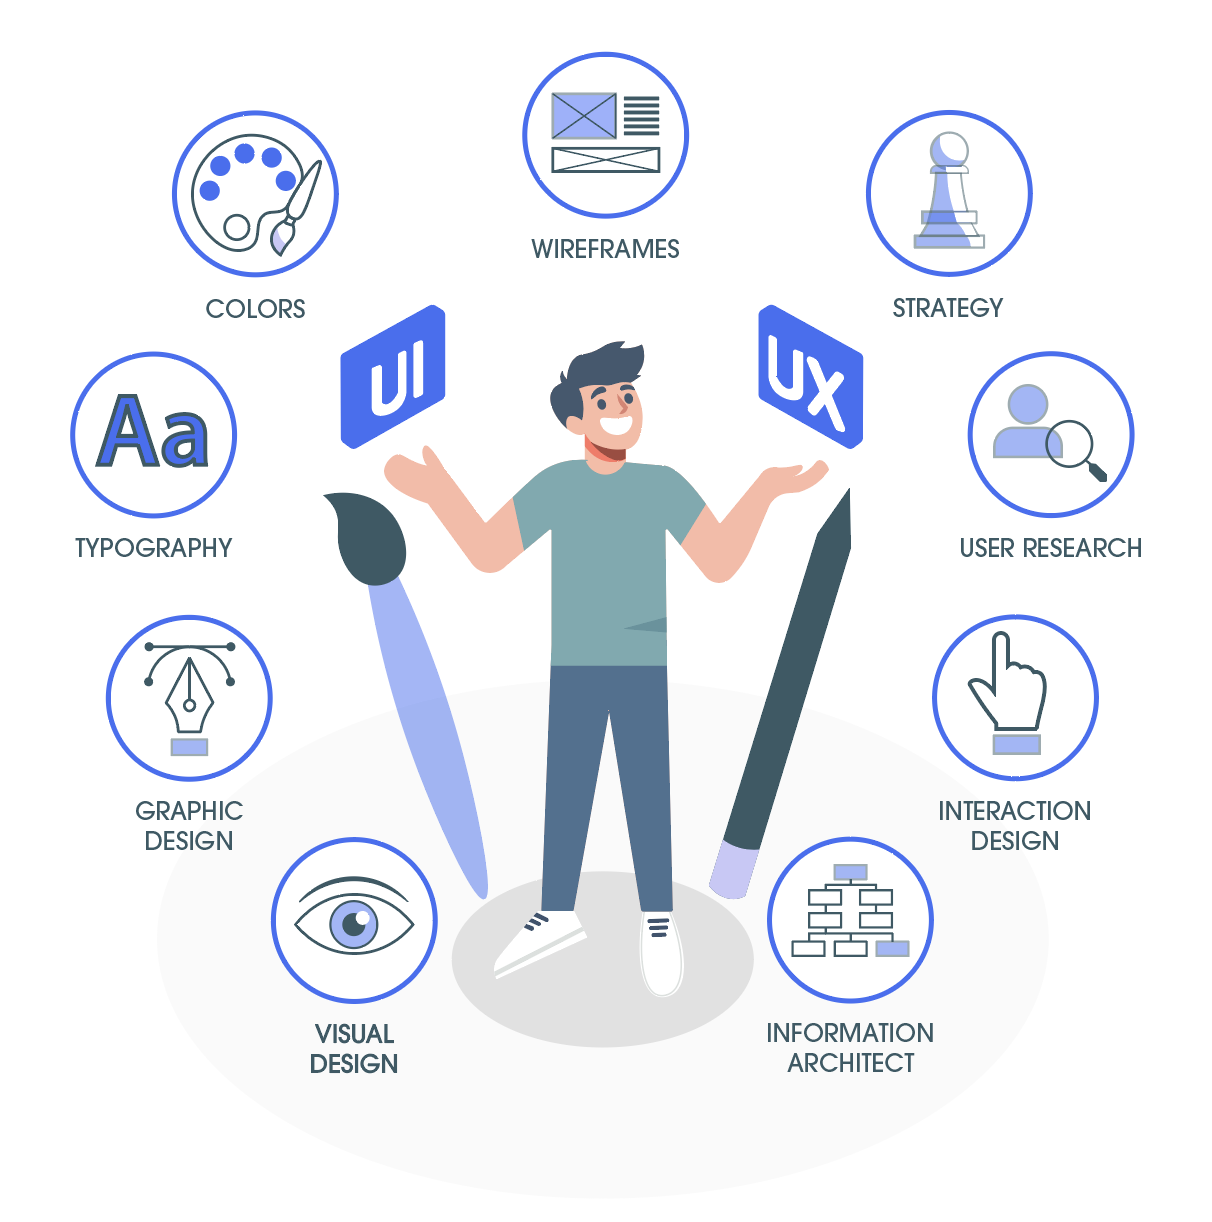 WIREFRAMES
COLORS
STRATEGY
UI
UX
Aa
TYPOGRAPHY
USER RESEARCH
GRAPHIC
DESIGN
INTERACTION
DESIGN
VISUAL
DESIGN
INFORMATION
ARCHITECT